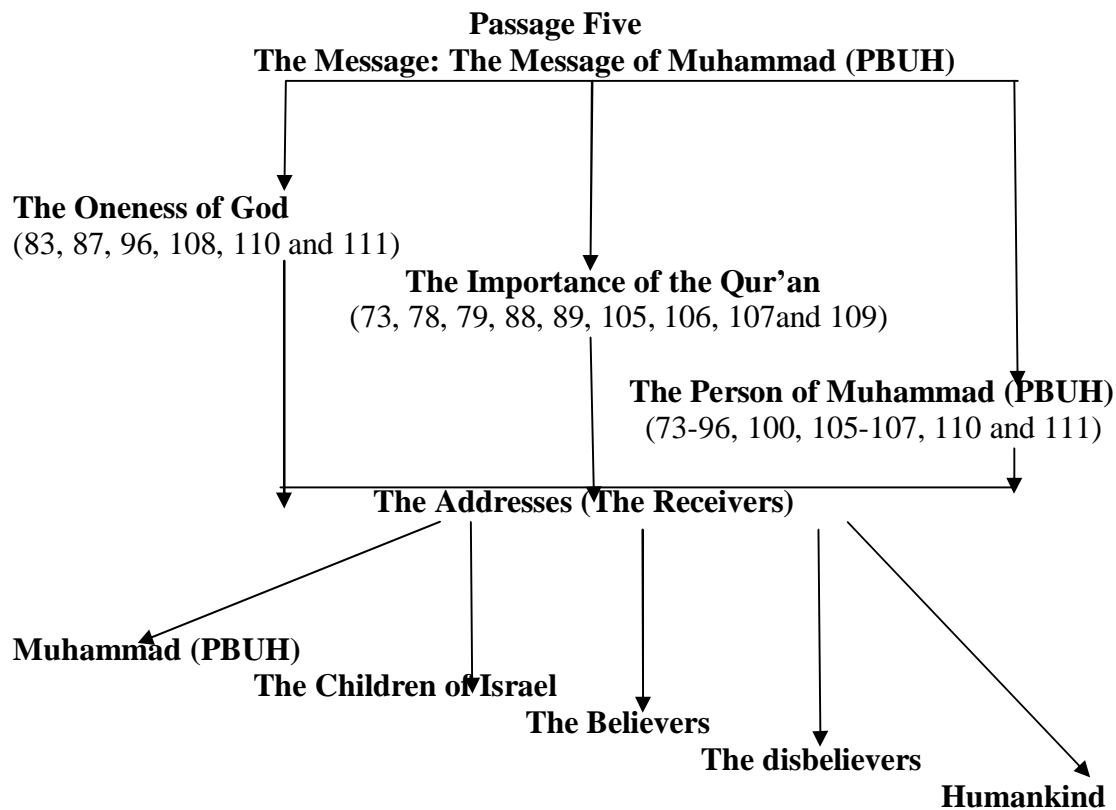 Passage Five
The Message: The Message of Muhammad (PBUH)
The Oneness of God
(83, 87, 96, 108, 110 and 111)
The Importance of the Qur’an
(73, 78, 79, 88, 89, 105, 106, 107and 109)
The Person of Muhammad (PBUH)
(73-96, 100, 105-107, 110 and 111)
The Addresses (The Receivers)
Muhammad (PBUH)
The Children of Israel
The Believers
The disbelievers
Humankind